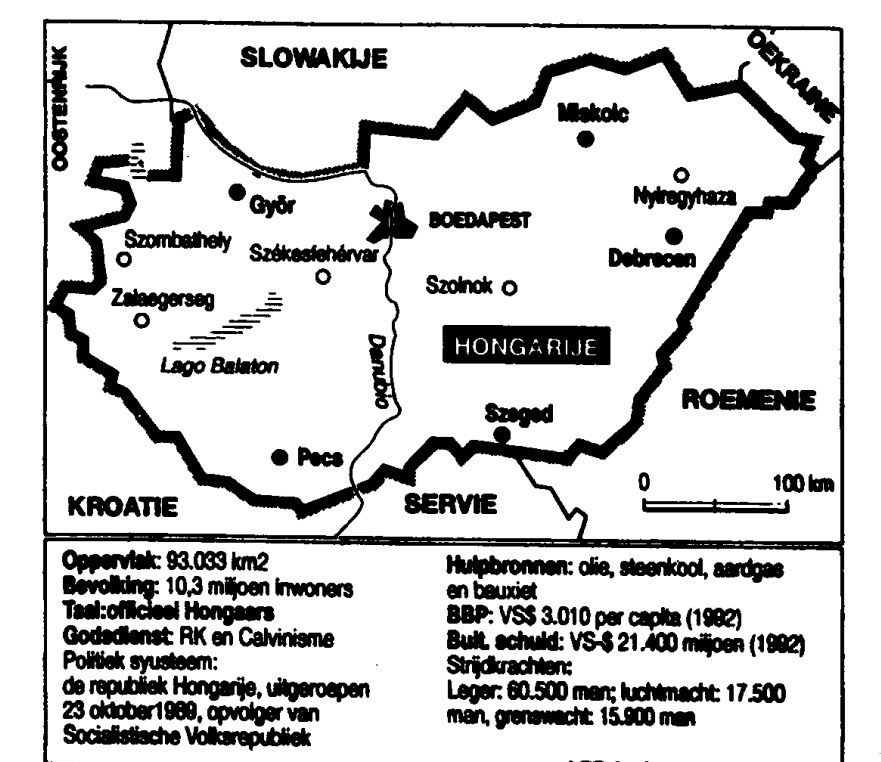 SLOWAKIJE
OEKRAINE
OOSTENRIJK
Miskolc
Nyiregyhaza
Györ
BOEDAPEST
Szombathely
Székesfehérvar
Debrecen
Szolnok
Zalaegerseg
HONGARIJE
Lago Balaton
Danubio
ROEMENIE
Szeged
Pecs
0 100 km
KROATIE
SERVIE
Oppervlak: 93.033 km2
Bevolking: 10,3 miljoen inwoners
Taal:officieel Hongaars
Godsdienst: RK en Calvinisme
Politiek syusteem:
de republiek Hongarije, uitgeroepen
23 oktober1989, opvolger van
Socialistische Volksrepubliek
Hulpbronnen: olie, steenkool, aardgas
en bauxiet
BBP: VS$ 3.010 per capita (1992)
Buit. schuld: VS-$ 21.400 miljoen (1992)
Strijdkrachten:
Leger: 60.500 man; luchtmacht: 17.500
man, grenswacht: 15.900 man